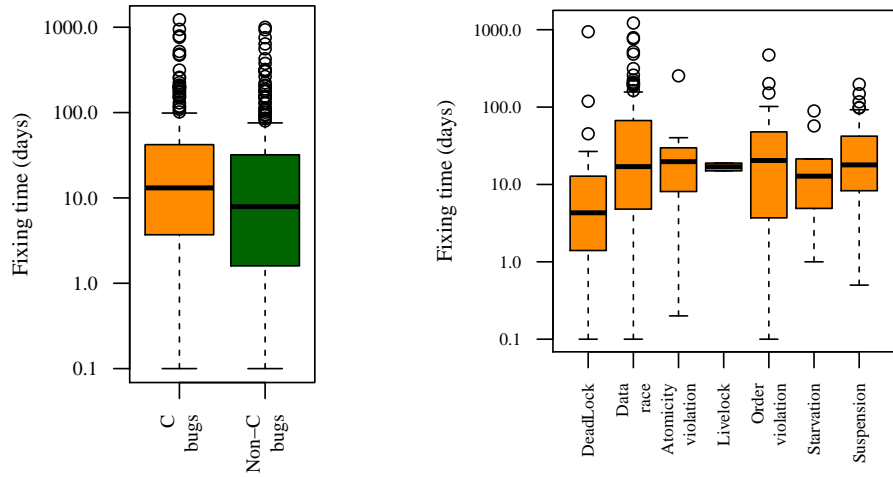 Fixing time (days)
1000.0
100.0
10.0
1.0
0.1
C
bugs
Non−C
bugs
Fixing time (days)
1000.0
100.0
10.0
1.0
0.1
DeadLock
Data
race
Atomicity
violation
Livelock
Order
violation
Starvation
Suspension